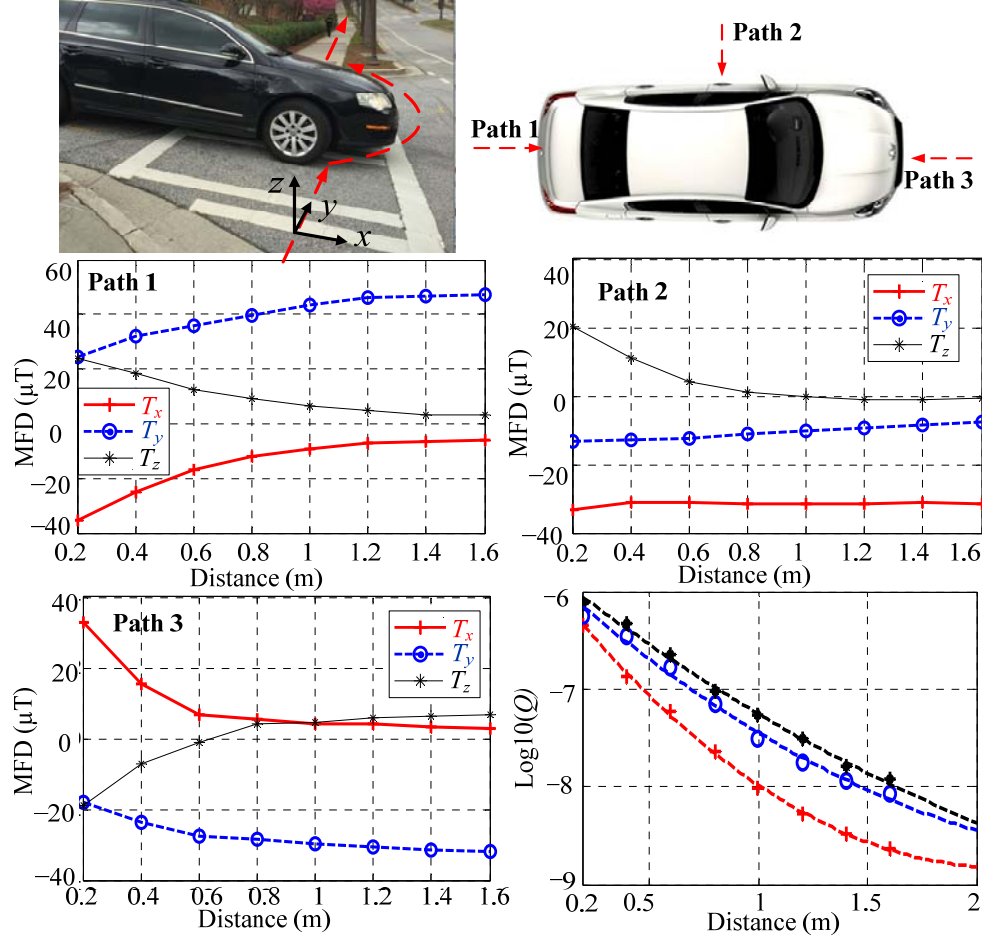 z
y
x
Path 2
Path 1
Path 3
Path 1
MFD (µT)
60
40
20
0
−20
−40
Tx
Ty
Tz
0.2 0.4 0.6 0.8 1 1.2 1.4 1.6
Distance (m)
Path 2
MFD (µT)
40
20
0
−20
−40
Tx
Ty
Tz
0.2 0.4 0.6 0.8 1.0 1.2 1.4 1.6
Distance (m)
Path 3
MFD (µT)
40
20
0
−20
−40
Tx
Ty
Tz
0.2 0.4 0.6 0.8 1 1.2 1.4 1.6
Distance (m)
Log10(Q)
−6
−7
−8
−9
0.2 0.5 1 1.5 2
Distance (m)